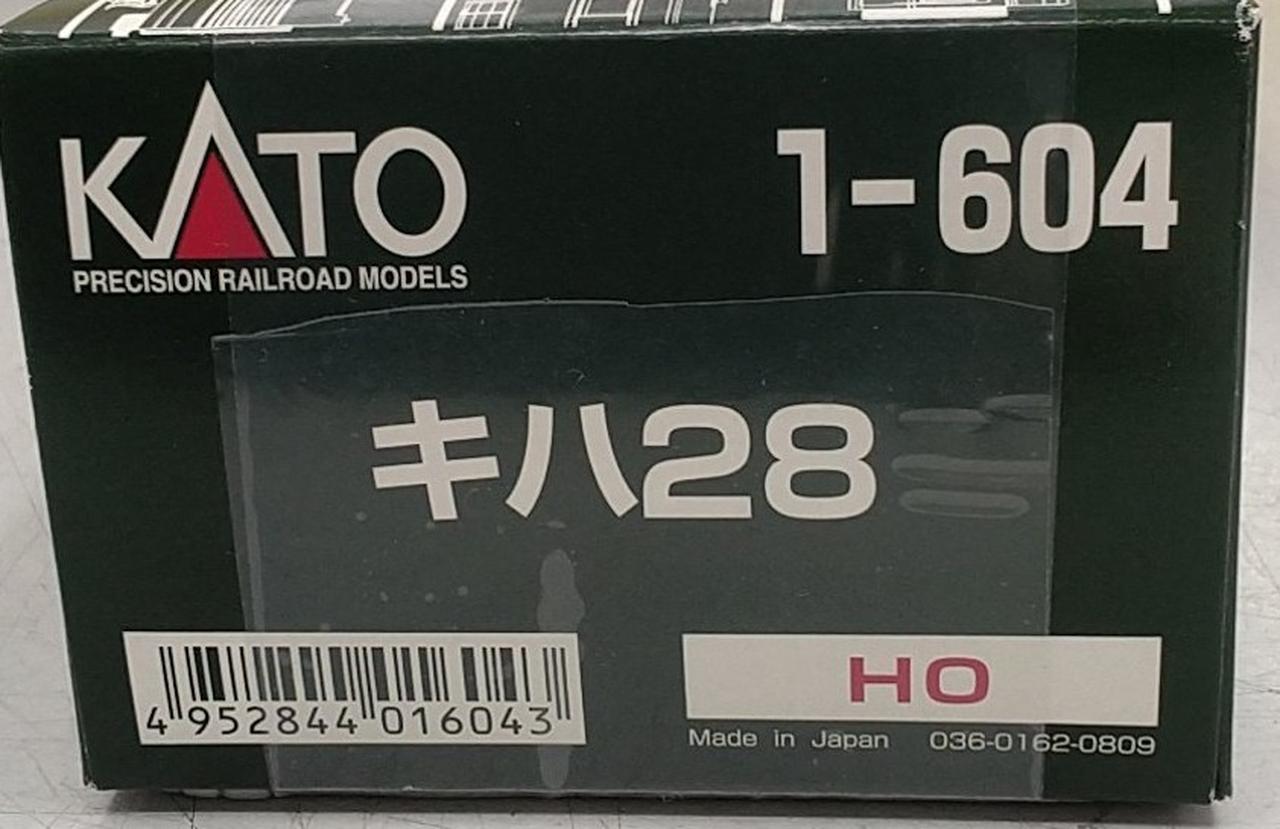 KATO
PRECISION RAILROAD MODELS
1-604
キハ28
4 952844 016043
HO
Made in Japan 036-0162-0809